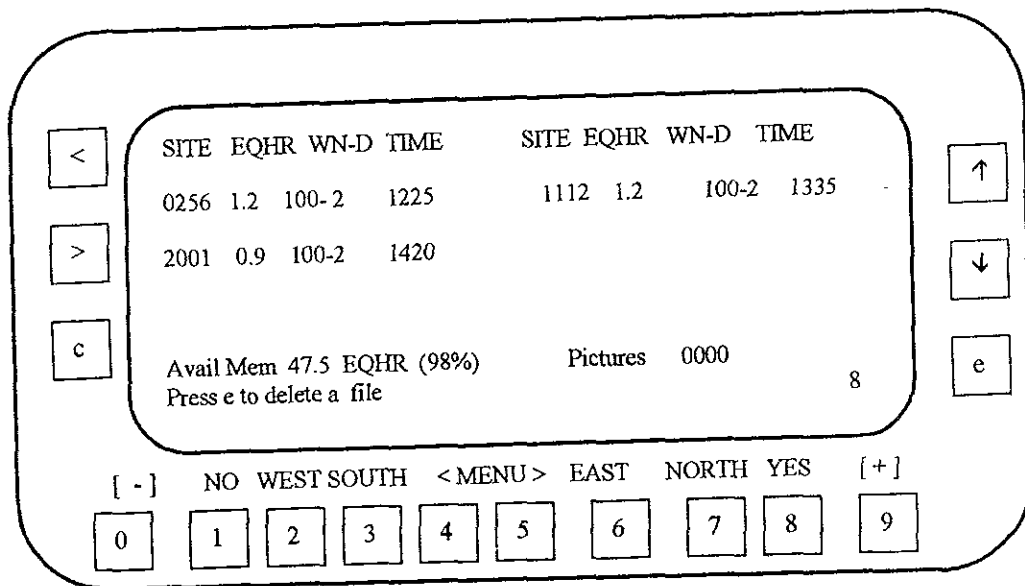 SITE EQHR WN-D TIME SITE EQHR WN-D TIME
< ↑
0256 1.2 100-2 1225 1112 1.2 100-2 1335
> ↓
2001 0.9 100-2 1420
c e
Avail Mem 47.5 EQHR (98%) Pictures 0000
Press e to delete a file 8
[ - ] NO WEST SOUTH < MENU > EAST NORTH YES [ + ]
0 1 2 3 4 5 6 7 8 9